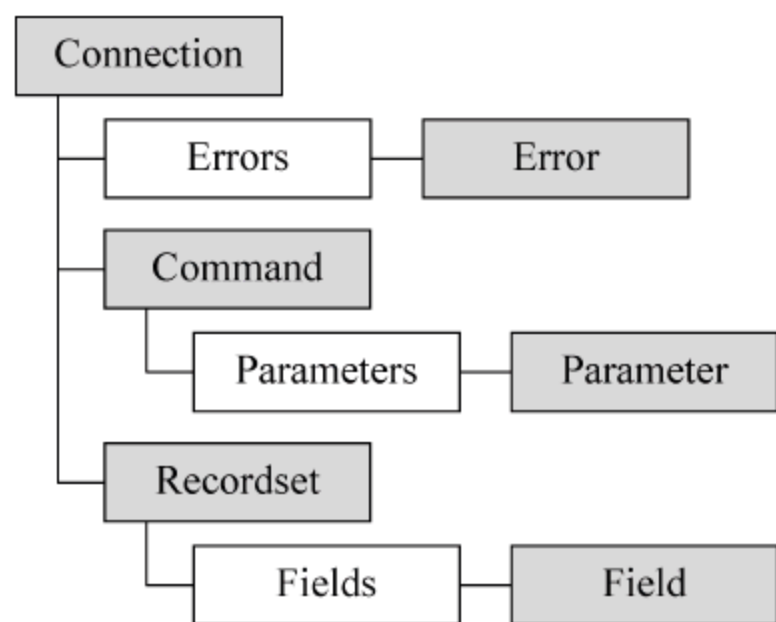 Connection
Errors
Error
Command
Parameters
Parameter
Recordset
Fields
Field